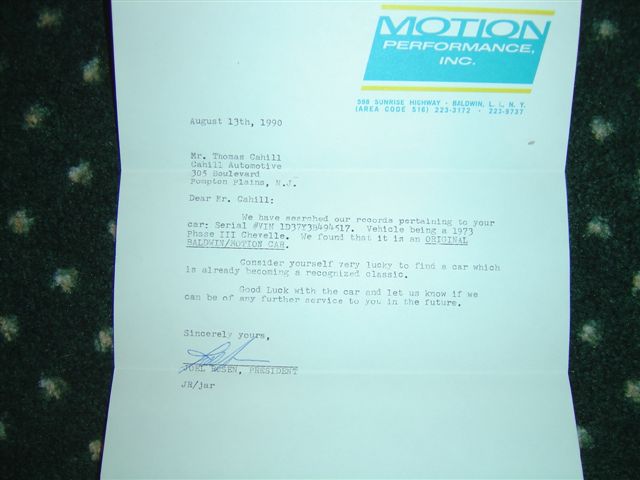 MOTION
PERFORMANCE,
INC.
598 SUNRISE HIGHWAY · BALDWIN, L. I., N. Y.
(AREA CODE 516) 223-3172 · 223-9737
August 13th, 1990
Mr. Thomas Cahill
Cahill Automotive
305 Boulevard
Pompton Plains, N.J.
Dear Mr. Cahill:
We have searched our records pertaining to your
car: Serial #VIN 1D37Y3B494617. Vehicle being a 1973
Phase III Chevelle. We found that it is an ORIGINAL
BALDWIN/MOTION CAR.
Consider yourself very lucky to find a car which
is already becoming a recognized classic.
Good Luck with the car and let us know if we
can be of any further service to you in the future.
Sincerely yours,
JOEL ROSEN, PRESIDENT
JR/jar